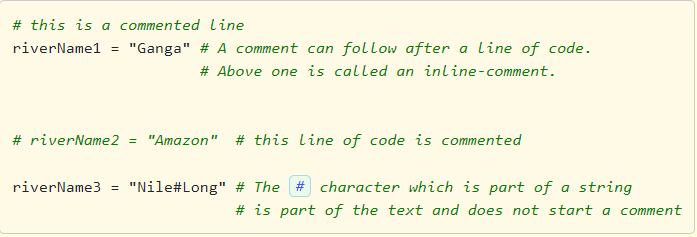 # this is a commented line
riverName1 = "Ganga" # A comment can follow after a line of code.
# Above one is called an inline-comment.
# riverName2 = "Amazon"  # this line of code is commented
riverName3 = "Nile#Long" # The # character which is part of a string
# is part of the text and does not start a comment